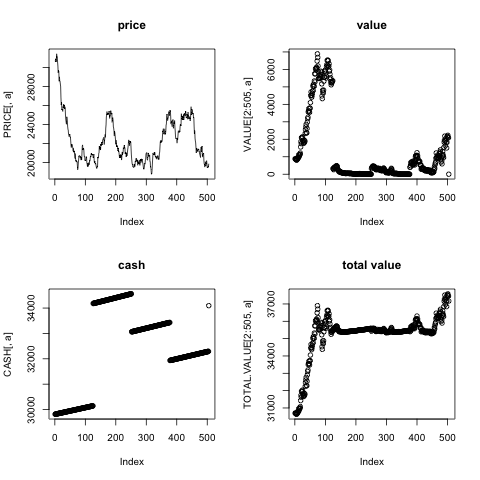 price
PRICE[, a]
20000 24000 28000
0 100 200 300 400 500
Index
value
VALUE[2:505, a]
0 2000 4000 6000
0 100 200 300 400 500
Index
cash
CASH[, a]
30000 32000 34000
0 100 200 300 400 500
Index
total value
TOTAL.VALUE[2:505, a]
31000 34000 37000
0 100 200 300 400 500
Index